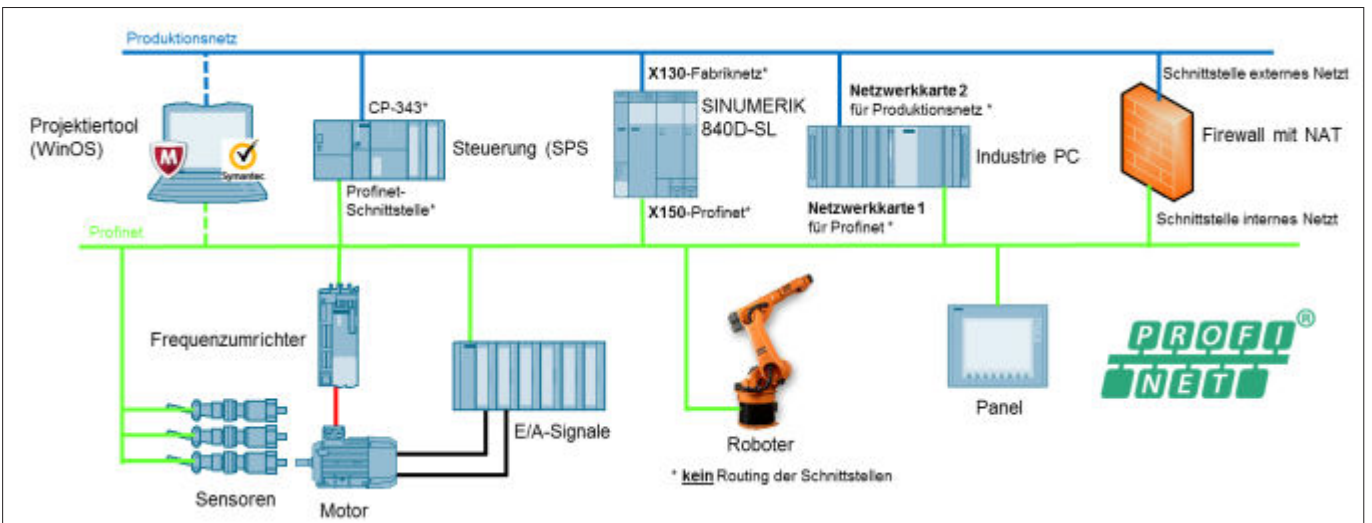 Produktionsnetz
Projektiertool
(WinOS)
Symantec
CP-343*
Steuerung (SPS
Profinet-
Schnittstelle*
X130-Fabriknetz*
SINUMERIK
840D-SL
X150-Profinet*
Netzwerkkarte 2
für Produktionsnetz *
Industrie PC
Netzwerkkarte 1
für Profinet *
Schnittstelle externes Netzt
Firewall mit NAT
Schnittstelle internes Netzt
Profinet
Frequenzumrichter
Sensoren
Motor
E/A-Signale
Roboter
* kein Routing der Schnittstellen
Panel
PROFI
NET®